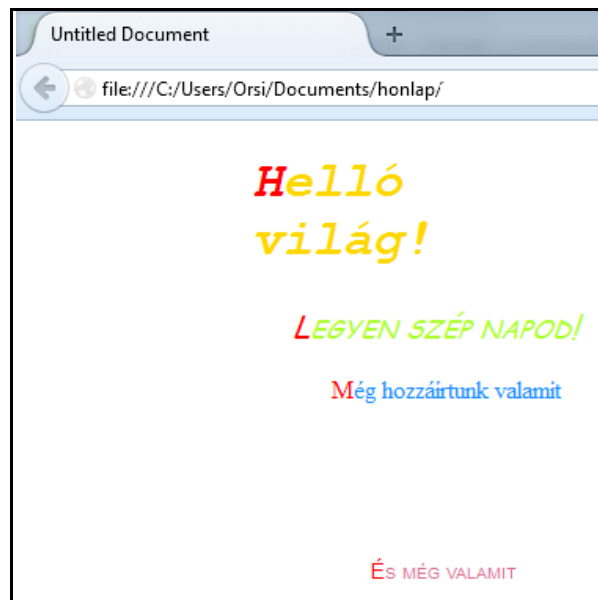 Untitled Document
file:///C:/Users/Orsi/Documents/honlap/
Helló
világ!
LEGYEN SZÉP NAPOD!
Még hozzáírtunk valamit
ÉS MÉG VALAMIT